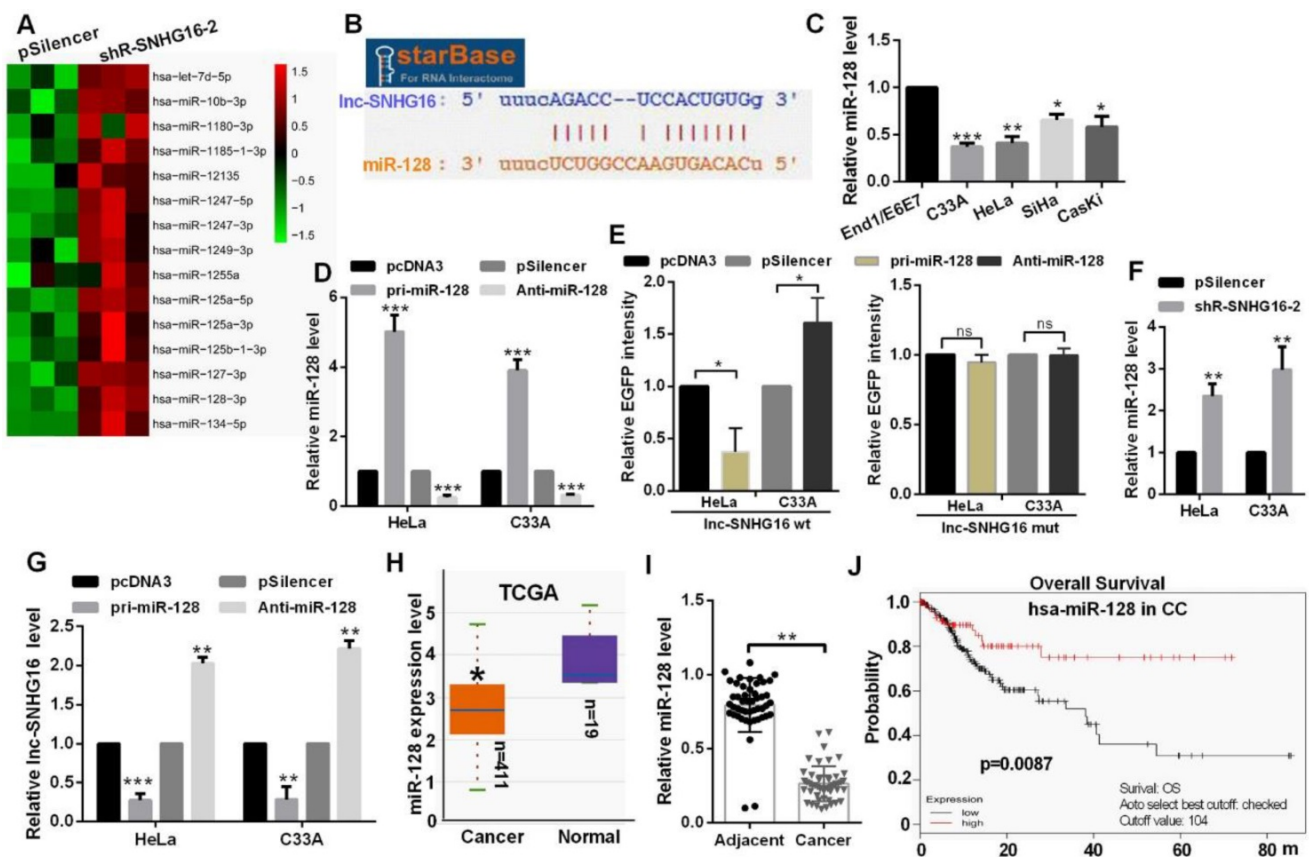 A
pSilencer
shR-SNHG16-2
hsa-let-7d-5p
hsa-miR-10b-3p
hsa-miR-1180-3p
hsa-miR-1185-1-3p
hsa-miR-12135
hsa-miR-1247-5p
hsa-miR-1247-3p
hsa-miR-1249-3p
hsa-miR-1255a
hsa-miR-125a-5p
hsa-miR-125a-3p
hsa-miR-125b-1-3p
hsa-miR-127-3p
hsa-miR-128-3p
hsa-miR-134-5p
1.5
1
0.5
0
-0.5
-1
-1.5
B
starBase
For RNA Interactome
lnc-SNHG16 : 5' uuucAGACC--UCCACUGUGg 3'
miR-128 : 3' uuucUCUGGCCAAGUGACACu 5'
C
Relative miR-128 level
1.5
1.0
0.5
0.0
*** ** * *
End1/E6E7 C33A HeLa SiHa CasKi
D
pcDNA3 pSilencer
pri-miR-128 Anti-miR-128
Relative miR-128 level
6
4
2
0
*** *** *** ***
HeLa C33A
E
pcDNA3 pSilencer pri-miR-128 Anti-miR-128
Relative EGFP intensity
2.0
1.5
1.0
0.5
0.0
* *
HeLa C33A
lnc-SNHG16 wt
Relative EGFP intensity
1.5
1.0
0.5
0.0
ns ns
HeLa C33A
lnc-SNHG16 mut
F
pSilencer
shR-SNHG16-2
Relative miR-128 level
4
3
2
1
0
** **
HeLa C33A
G
pcDNA3 pSilencer
pri-miR-128 Anti-miR-128
Relative lnc-SNHG16 level
2.5
2.0
1.5
1.0
0.5
0.0
*** ** ** **
HeLa C33A
H
TCGA
miR-128 expression level
5
4
3
2
1
0
*
n=411
n=19
Cancer Normal
I
Relative miR-128 level
1.5
1.0
0.5
0.0
**
Adjacent Cancer
J
Overall Survival
hsa-miR-128 in CC
Probability
1.0
0.8
0.6
0.4
0.2
0
p=0.0087
Expression
low
high
Surival: OS
Aoto select best cutoff: checked
Cutoff value: 104
0 20 40 60 80 m